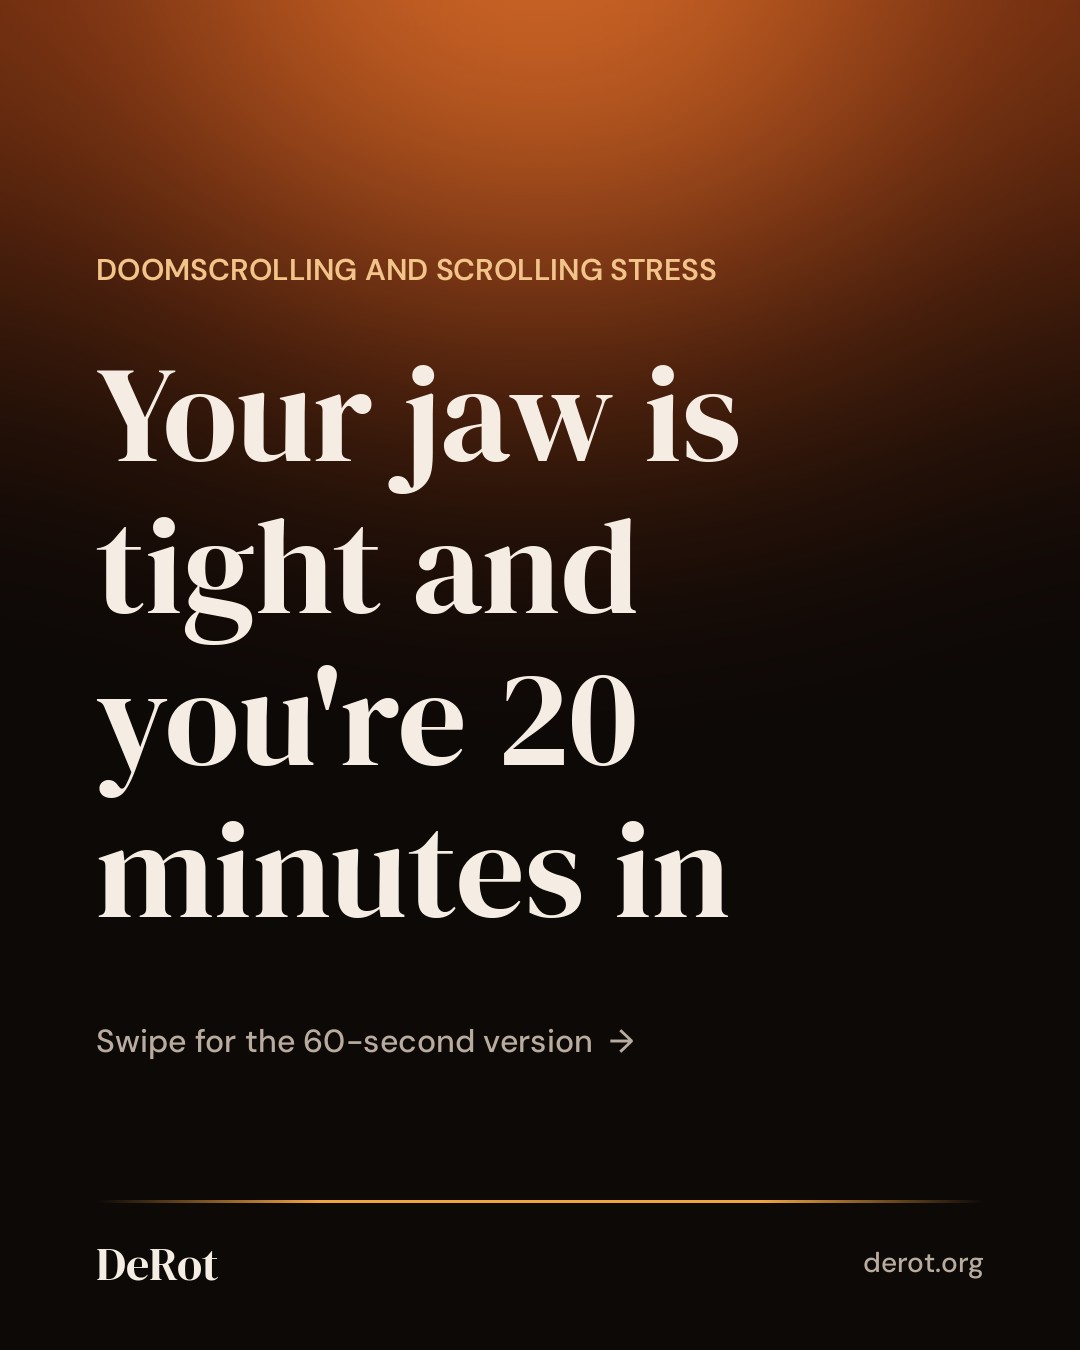 DOOMSCROLLING AND SCROLLING STRESS
Your jaw is
tight and
you're 20
minutes in
Swipe for the 60-second version →
DeRot
derot.org